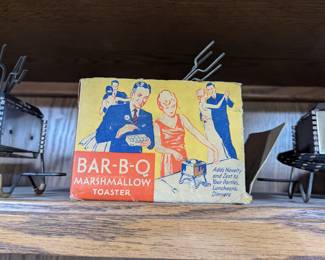 BAR-B-Q
MARSHMALLOW
TOASTER
Adds Novelty
and Zest to
Your Parties,
Luncheons,
Dinners